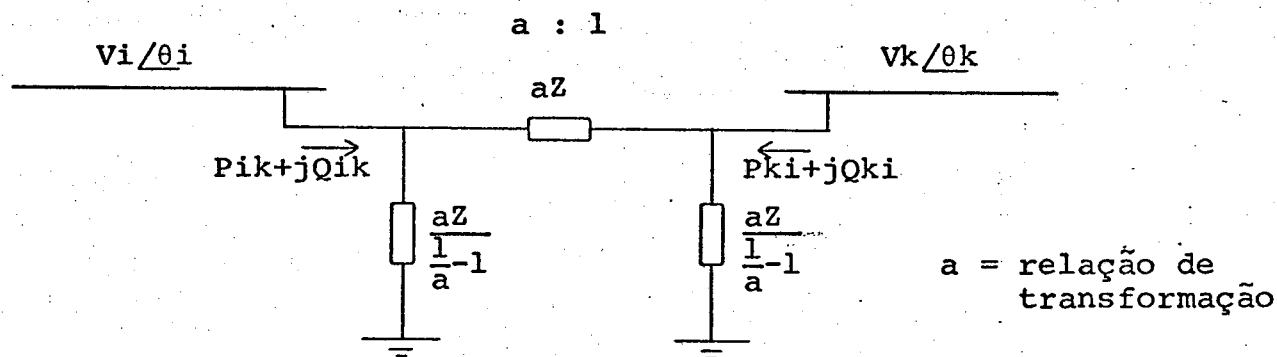 a : 1
Vi/θi
Vk/θk
aZ
Pik+jQik
Pki+jQki
aZ
1/a-1
aZ
1/a-1
a = relação de
transformação